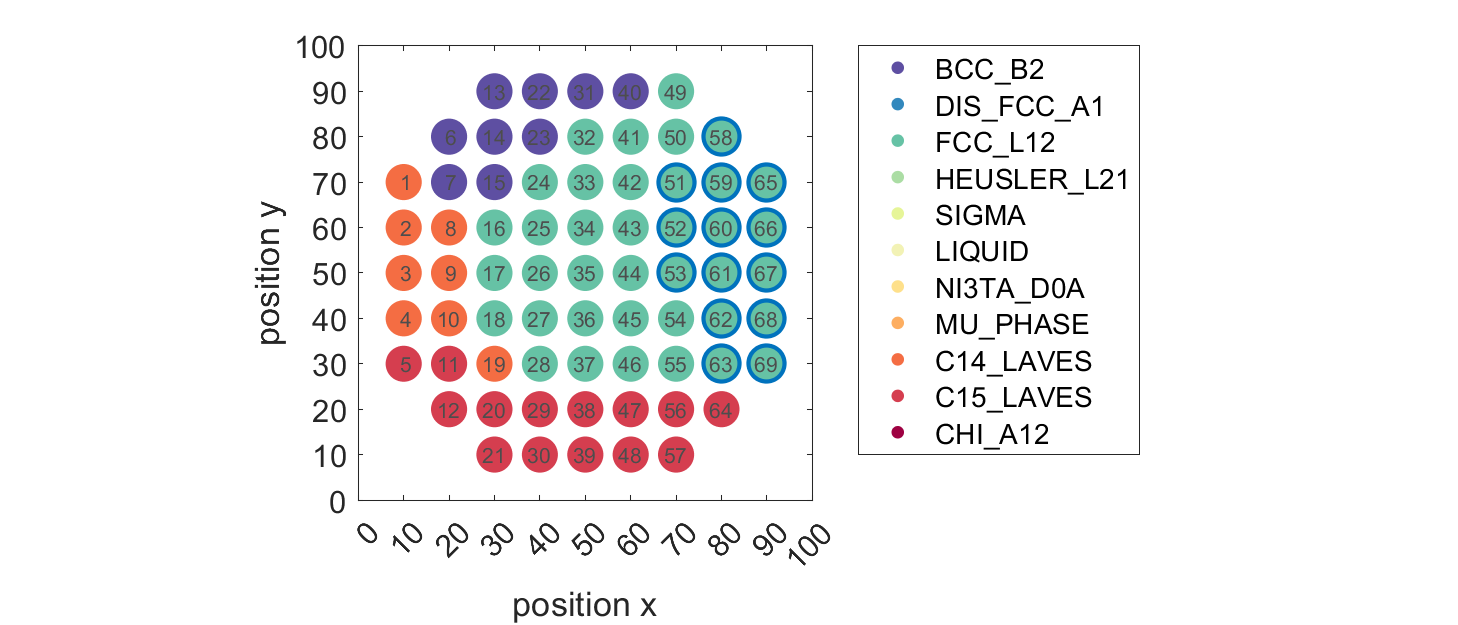 100
90
80
70
60
50
40
30
20
10
0
position y
13 22 31 40 49
6 14 23 32 41 50 58
1 7 15 24 33 42 51 59 65
2 8 16 25 34 43 52 60 66
3 9 17 26 35 44 53 61 67
4 10 18 27 36 45 54 62 68
5 11 19 28 37 46 55 63 69
12 20 29 38 47 56 64
21 30 39 48 57
0 10 20 30 40 50 60 70 80 90 100
position x
BCC_B2
DIS_FCC_A1
FCC_L12
HEUSLER_L21
SIGMA
LIQUID
NI3TA_D0A
MU_PHASE
C14_LAVES
C15_LAVES
CHI_A12